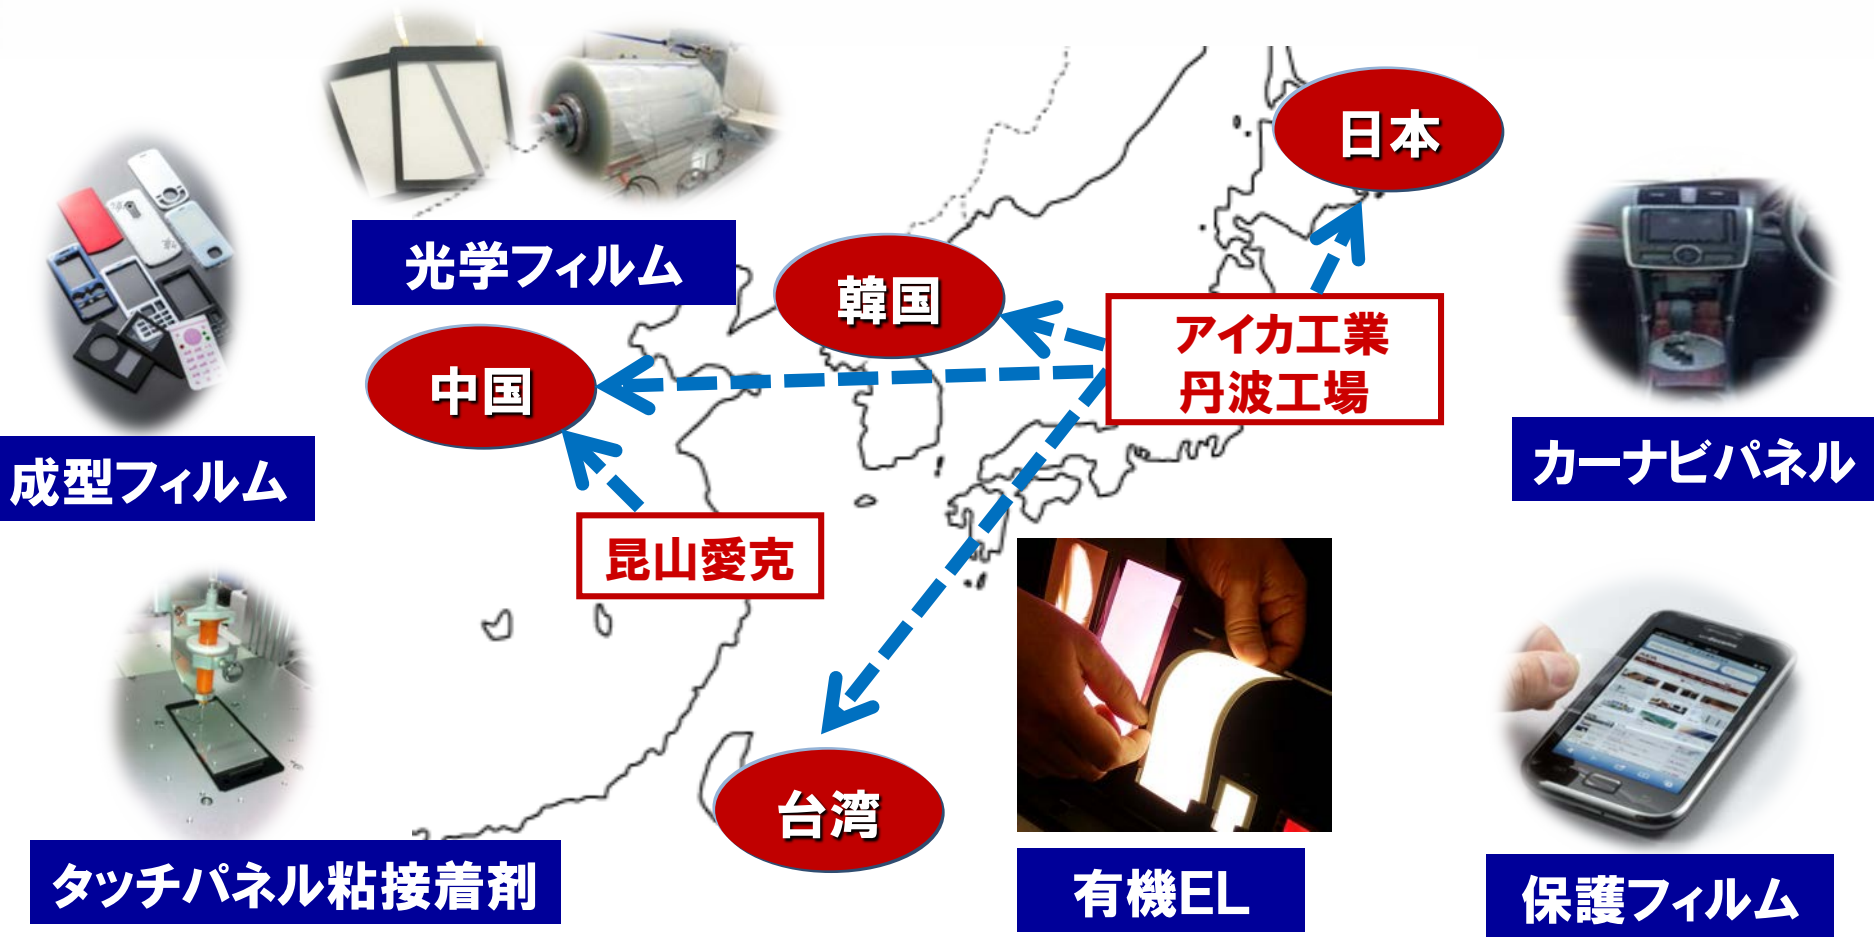 日本
光学フィルム
韓国
アイカ工業
丹波工場
中国
成型フィルム
カーナビパネル
昆山愛克
台湾
タッチパネル粘接着剤
有機EL
保護フィルム